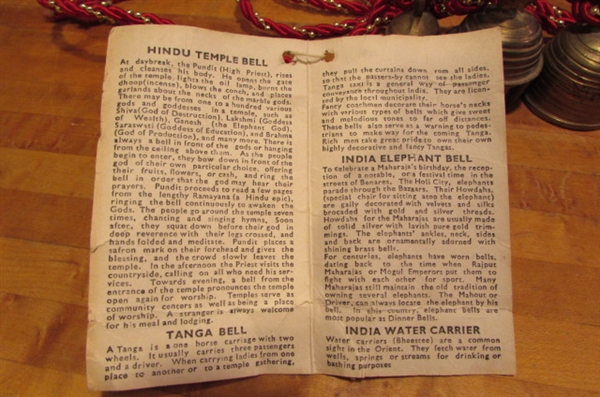 HINDU TEMPLE BELL
As daybreak, the Pundit (High Priest), rises
and cleanses his body. He opens the gate
of the temple, lights the oil lamp, burns the
dhoop(incense), blows the conch, and places
garlands about the necks of the marble gods.
There may be from one to a hundred various
gods and goddesses in a temple, such as
Shiva(God of Destruction), Lakshmi (Goddess
of Wealth), Ganesh (the Elephant God),
Saraswati (Goddess of Education), and Brahma
(God of Production), and many more. There is
always a bell in front of the gods or hanging
from the ceiling above them. As the people
begin to enter, they bow down in front of the
god of their own particular choice, offering
their fruits, flowers, or cash, and ring the
bell in order that the god may hear their
prayers. Pundit proceeds to read a few pages
from the lengthy Ramayana (a Hindu epic),
ringing the bell continuously to awaken the
Gods. The people go around the temple seven
times, chanting and singing hymns, Soon
after, they squat down before their god in
deep reverence with their legs crossed, and
hands folded and meditate. Pundit places a
safron mark on their forehead and gives the
blessing, and the crowd slowly leaves the
temple. In the afternoon the Priest visits the
countryside, calling on all who need his ser-
vices. Towards evening, a bell from the
entrance of the temple pronounces the temple
open again for worship. Temples serve as
community centers as well as being a place
of worship. A stranger is always welcome
for his meal and lodging.
TANGA BELL
A Tanga is a one horse carriage with two
wheels. It usually carries three passengers
and a driver. When carrying ladies from one
place to another or to a temple gathering,
they pull the curtains down from all sides,
so that the passers-by cannot see the ladies.
Tanga is a general way of passenger
conveyance throughout India. They are licen-
sed by the locl municipality.
Fancy coachmen decorate their horse's necks
with various types of bells which give sweet
and melodious tones to far off distances.
These bells also serve as a warning to pedes-
trians to make way for the coming Tanga.
Rich men take great pride to own their own
highly decorative and fancy Tangas.
INDIA ELEPHANT BELL
To celebrate a Maharaja's birthday, the recep-
tion of a notable, or a festival time in the
streets of Benares, The Holi City, elephants
parade through the Bazaars. Their Howdahs,
(special chair for sitting atop the elephant)
are gaily decorated with velvets and silks
brocaded with gold and silver threads.
Howdahs for the Maharajas are usually made
of solid silver with lavish pure gold trim-
mings. The elephants' ankles, neck, sides
and back are ornamentally adorned with
shining brass bells.
For centuries, elephants have worn bells,
dating back to the time when Rajput
Maharajas or Mogul Emperors put them to
fight with each other for sport. Many
Maharajas still maintain the old tradition of
owning several elephants. The Mahout or
Driver, can always locate the elephant by his
bell. In this country, elephent bells are
most popular as Dinner Bells.
INDIA WATER CARRIER
Water carriers (Bheestee) are a common
sight in the Orient. They fetch water from
wells, springs or streams for drinking or
bathing purposes